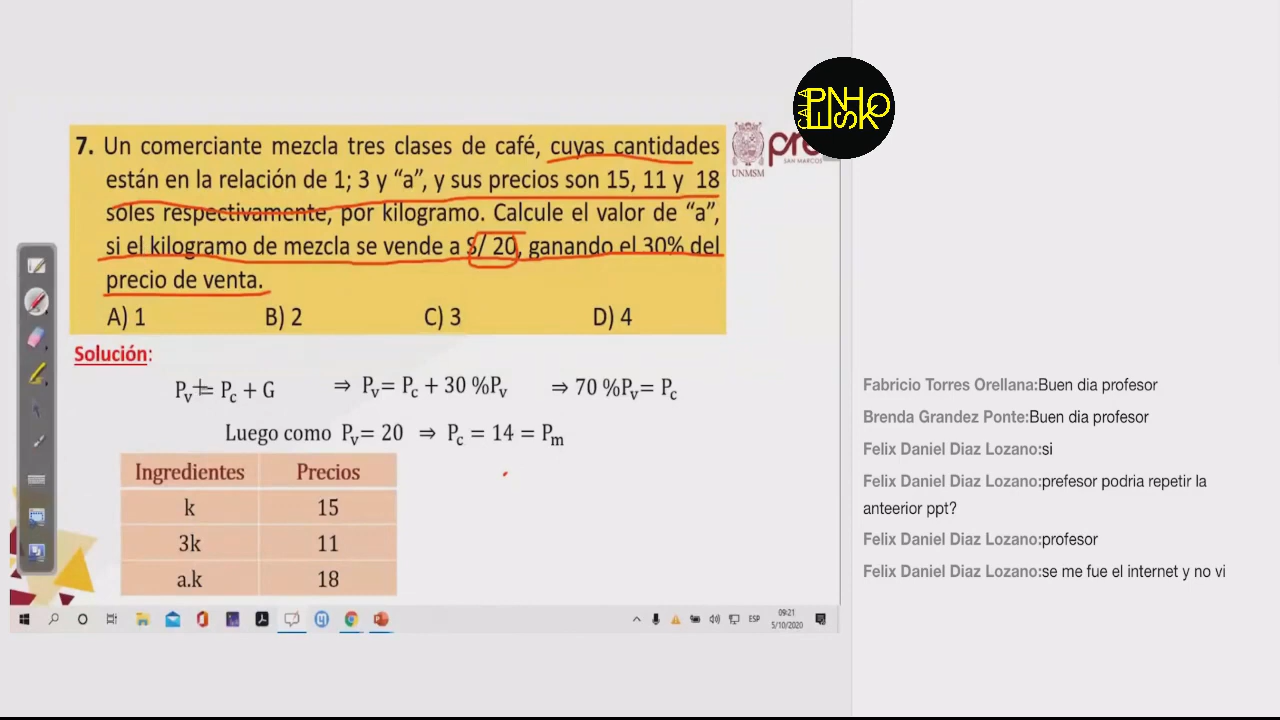 7. Un comerciante mezcla tres clases de café, cuyas cantidades
están en la relación de 1; 3 y “a”, y sus precios son 15, 11 y 18
soles respectivamente, por kilogramo. Calcule el valor de “a”,
si el kilogramo de mezcla se vende a S/ 20, ganando el 30% del
precio de venta.
A) 1 B) 2 C) 3 D) 4
Solución:
Pv = Pc + G ⇒ Pv = Pc + 30 %Pv ⇒ 70 %Pv = Pc
Luego como Pv = 20 ⇒ Pc = 14 = Pm
Ingredientes Precios
k 15
3k 11
a.k 18
UNMSM
SAN MARCOS
Fabricio Torres Orellana:Buen dia profesor
Brenda Grandez Ponte:Buen dia profesor
Felix Daniel Diaz Lozano:si
Felix Daniel Diaz Lozano:prefesor podria repetir la
anteerior ppt?
Felix Daniel Diaz Lozano:profesor
Felix Daniel Diaz Lozano:se me fue el internet y no vi
ESP
09:21
5/10/2020